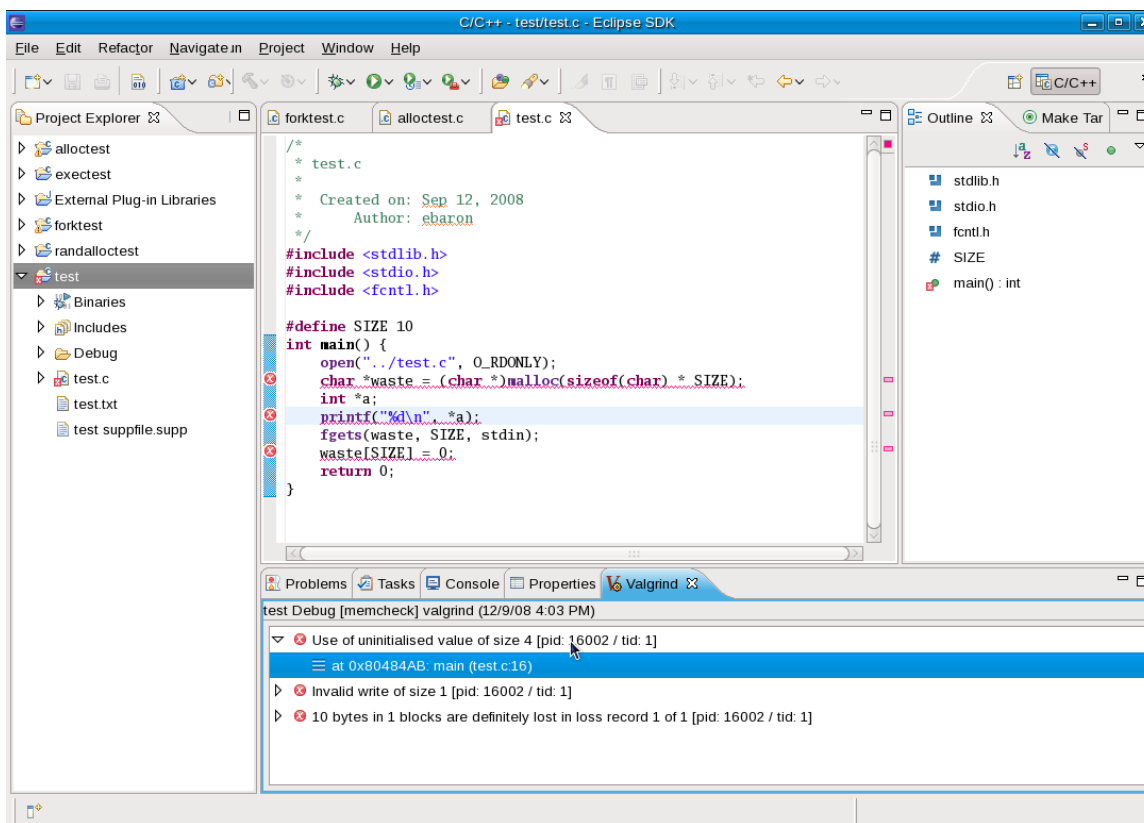 C/C++ - test/test.c - Eclipse SDK
File Edit Refactor Navigate Project Window Help
C/C++
Project Explorer
forktest.c alloctest.c test.c
Outline Make Tar
alloctest
exectest
External Plug-in Libraries
forktest
randalloctest
test
Binaries
Includes
Debug
test.c
test.txt
test suppfile.supp
/*
* test.c
*
* Created on: Sep 12, 2008
* Author: ebaron
*/
#include <stdlib.h>
#include <stdio.h>
#include <fcntl.h>
#define SIZE 10
int main() {
open("../test.c", O_RDONLY);
char *waste = (char *)malloc(sizeof(char) * SIZE);
int *a;
printf("%d\n", *a);
fgets(waste, SIZE, stdin);
waste[SIZE] = 0;
return 0;
}
stdlib.h
stdio.h
fcntl.h
# SIZE
main() : int
Problems Tasks Console Properties Valgrind
test Debug [memcheck] valgrind (12/9/08 4:03 PM)
Use of uninitialised value of size 4 [pid: 16002 / tid: 1]
at 0x80484AB: main (test.c:16)
Invalid write of size 1 [pid: 16002 / tid: 1]
10 bytes in 1 blocks are definitely lost in loss record 1 of 1 [pid: 16002 / tid: 1]